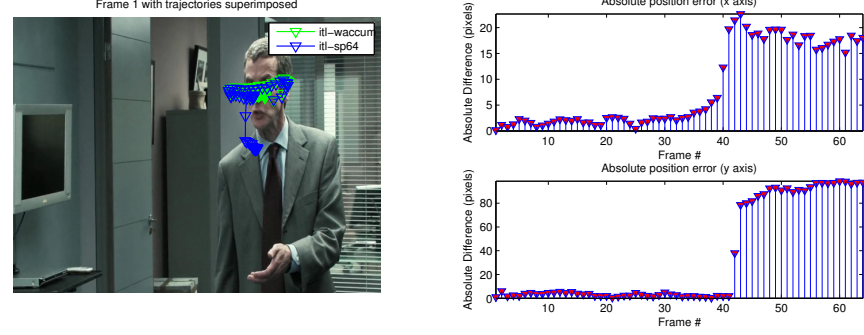 Frame 1 with trajectories superimposed
itl-waccum
itl-sp64
Absolute position error (x axis)
Absolute Difference (pixels)
20
15
10
5
0
10 20 30 40 50 60
Frame #
Absolute position error (y axis)
Absolute Difference (pixels)
80
60
40
20
0
10 20 30 40 50 60
Frame #